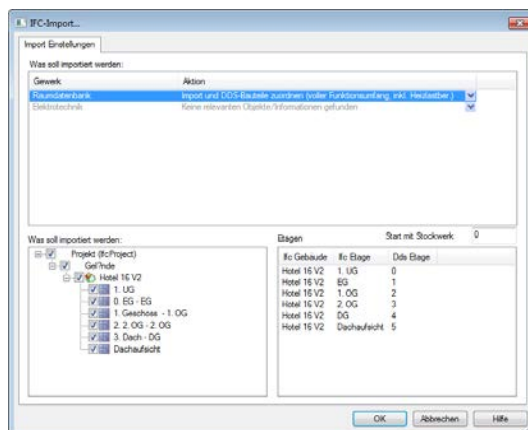 IFC-Import...
Import Einstellungen
Was soll importiert werden:
Gewerk Aktion
Raumdatenbank Import und DDS-Bauteile zuordnen (voller Funktionsumfang, inkl. Heizlastber.)
Elektrotechnik Keine relevanten Objekte/Informationen gefunden
Was soll importiert werden:
Projekt (IfcProject)
Gel?nde
Hotel 16 V2
1. UG
0. EG - EG
1. Geschoss - 1. OG
2. 2. OG - 2. OG
3. Dach - DG
Dachaufsicht
Etagen Start mit Stockwerk: 0
Ifc Gebäude Ifc Etage Dds Etage
Hotel 16 V2 1. UG 0
Hotel 16 V2 EG 1
Hotel 16 V2 1. OG 2
Hotel 16 V2 2. OG 3
Hotel 16 V2 DG 4
Hotel 16 V2 Dachaufsicht 5
OK Abbrechen Hilfe